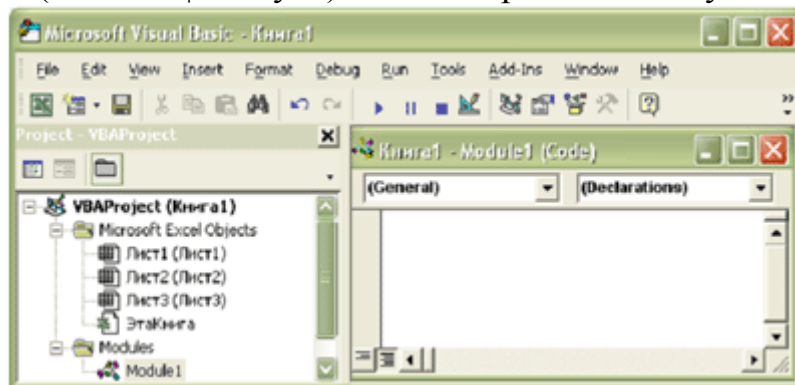 Microsoft Visual Basic - Книга1
File Edit View Insert Format Debug Run Tools Add-Ins Window Help
Project - VBAProject
Книга1 - Module1 (Code)
(General) (Declarations)
VBAProject (Книга1)
Microsoft Excel Objects
Лист1 (Лист1)
Лист2 (Лист2)
Лист3 (Лист3)
ЭтаКнига
Modules
Module1